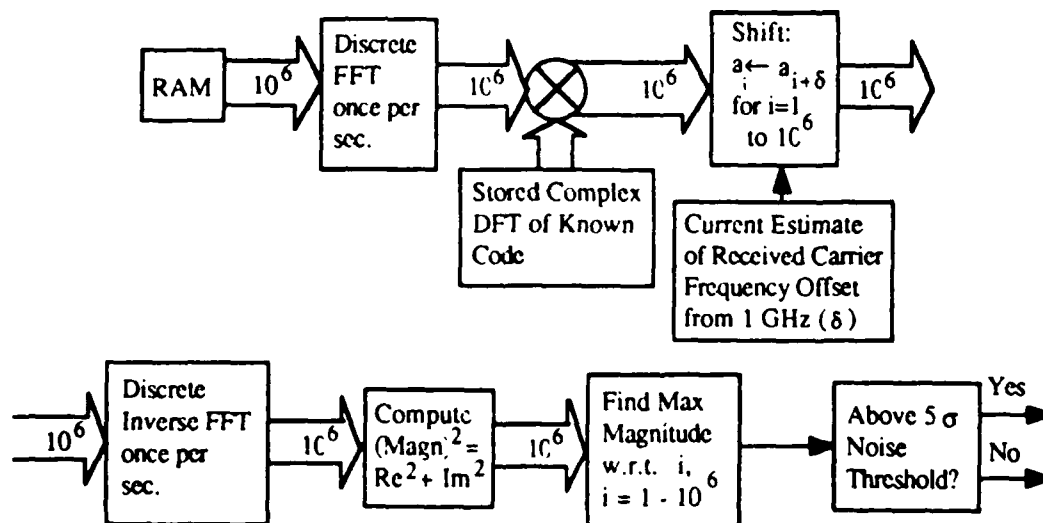 RAM
10^6
Discrete
FFT
once per
sec.
10^6
Stored Complex
DFT of Known
Code
10^6
Shift:
a_i ← a_{i+δ}
for i=1
to 10^6
10^6
Current Estimate
of Received Carrier
Frequency Offset
from 1 GHz (δ)
10^6
Discrete
Inverse FFT
once per
sec.
10^6
Compute
(Magn)^2 =
Re^2 + Im^2
10^6
Find Max
Magnitude
w.r.t. i,
i = 1 - 10^6
Above 5 σ
Noise
Threshold?
Yes
No